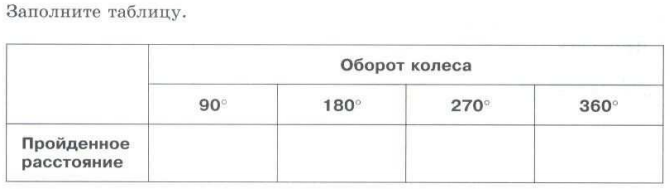 Заполните таблицу.
Оборот колеса
90° 180° 270° 360°
Пройденное
расстояние